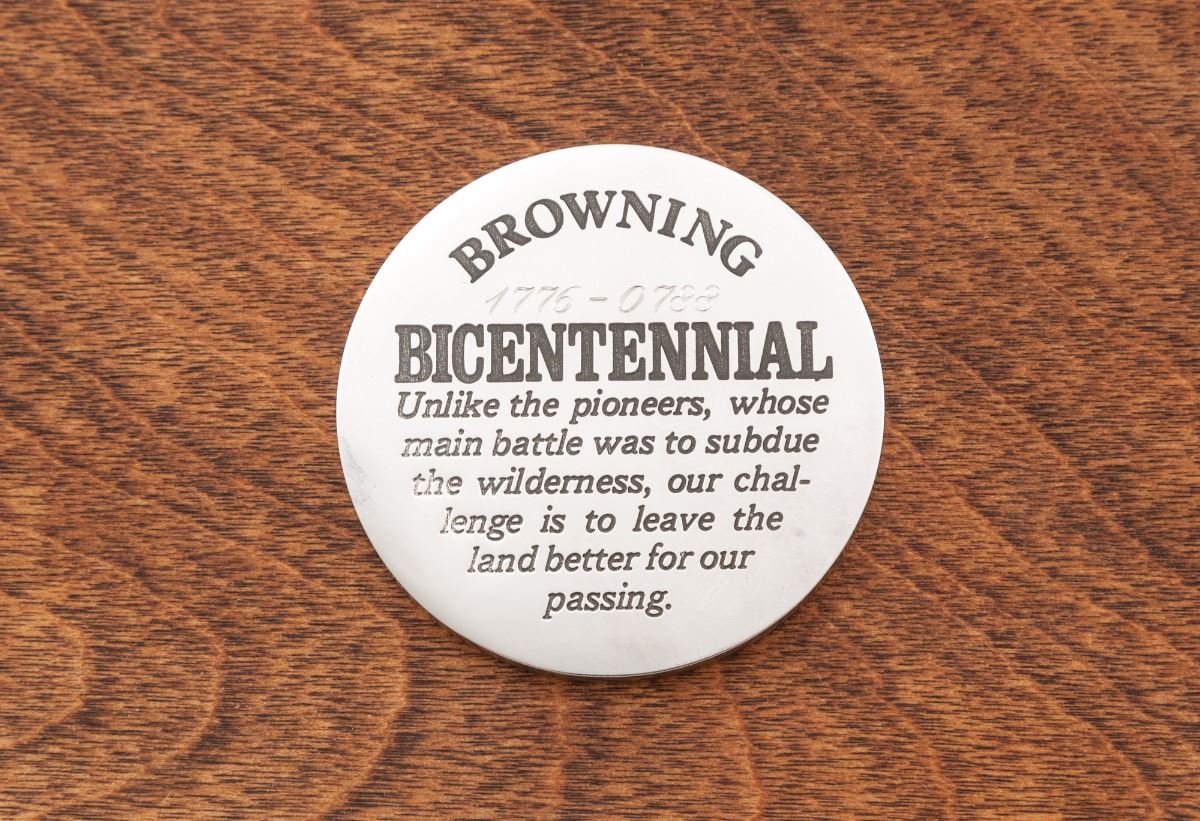 BROWNING
1776 - 0788
BICENTENNIAL
Unlike the pioneers, whose
main battle was to subdue
the wilderness, our chal-
lenge is to leave the
land better for our
passing.